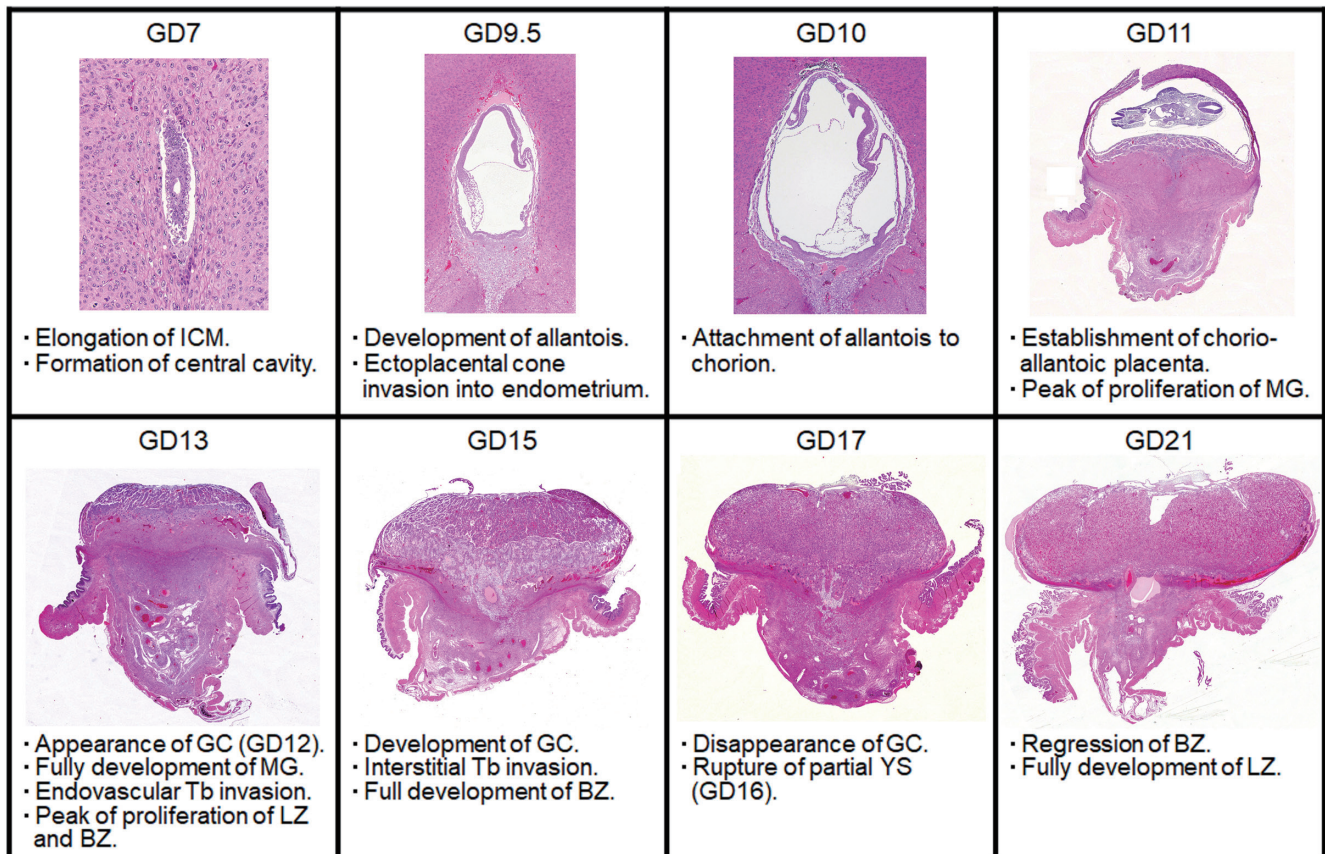 GD7
GD9.5
GD10
GD11
· Elongation of ICM.
· Formation of central cavity.
· Development of allantois.
· Ectoplacental cone
invasion into endometrium.
· Attachment of allantois to
chorion.
· Establishment of chorio-
allantoic placenta.
· Peak of proliferation of MG.
GD13
GD15
GD17
GD21
· Appearance of GC (GD12).
· Fully development of MG.
· Endovascular Tb invasion.
· Peak of proliferation of LZ
and BZ.
· Development of GC.
· Interstitial Tb invasion.
· Full development of BZ.
· Disappearance of GC.
· Rupture of partial YS
(GD16).
· Regression of BZ.
· Fully development of LZ.